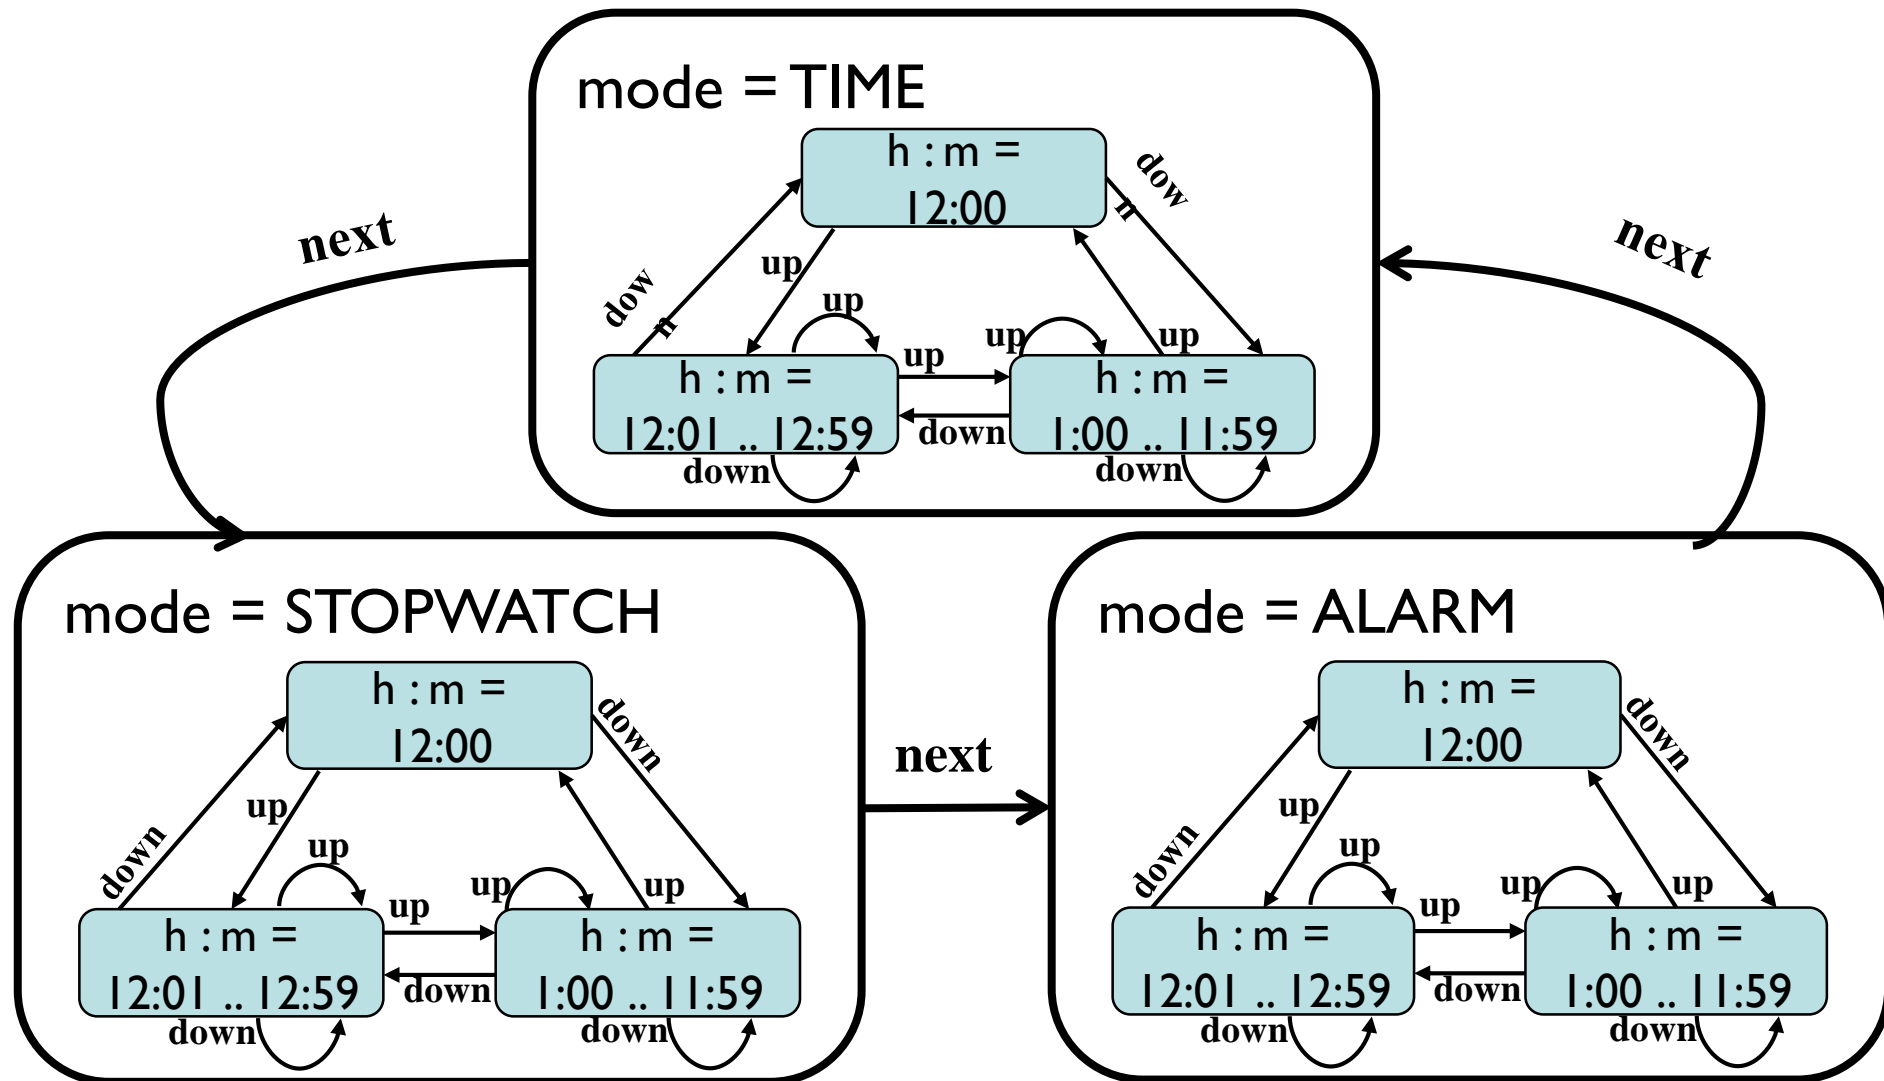 mode = TIME
h : m =
12:00
dow
n
next
next
up
dow
n
up
up
up
up
h : m =
12:01 .. 12:59
down
h : m =
1:00 .. 11:59
down
down
mode = STOPWATCH
h : m =
12:00
down
up
down
up
up
up
up
h : m =
12:01 .. 12:59
down
h : m =
1:00 .. 11:59
down
down
next
mode = ALARM
h : m =
12:00
down
up
down
up
up
up
up
h : m =
12:01 .. 12:59
down
h : m =
1:00 .. 11:59
down
down